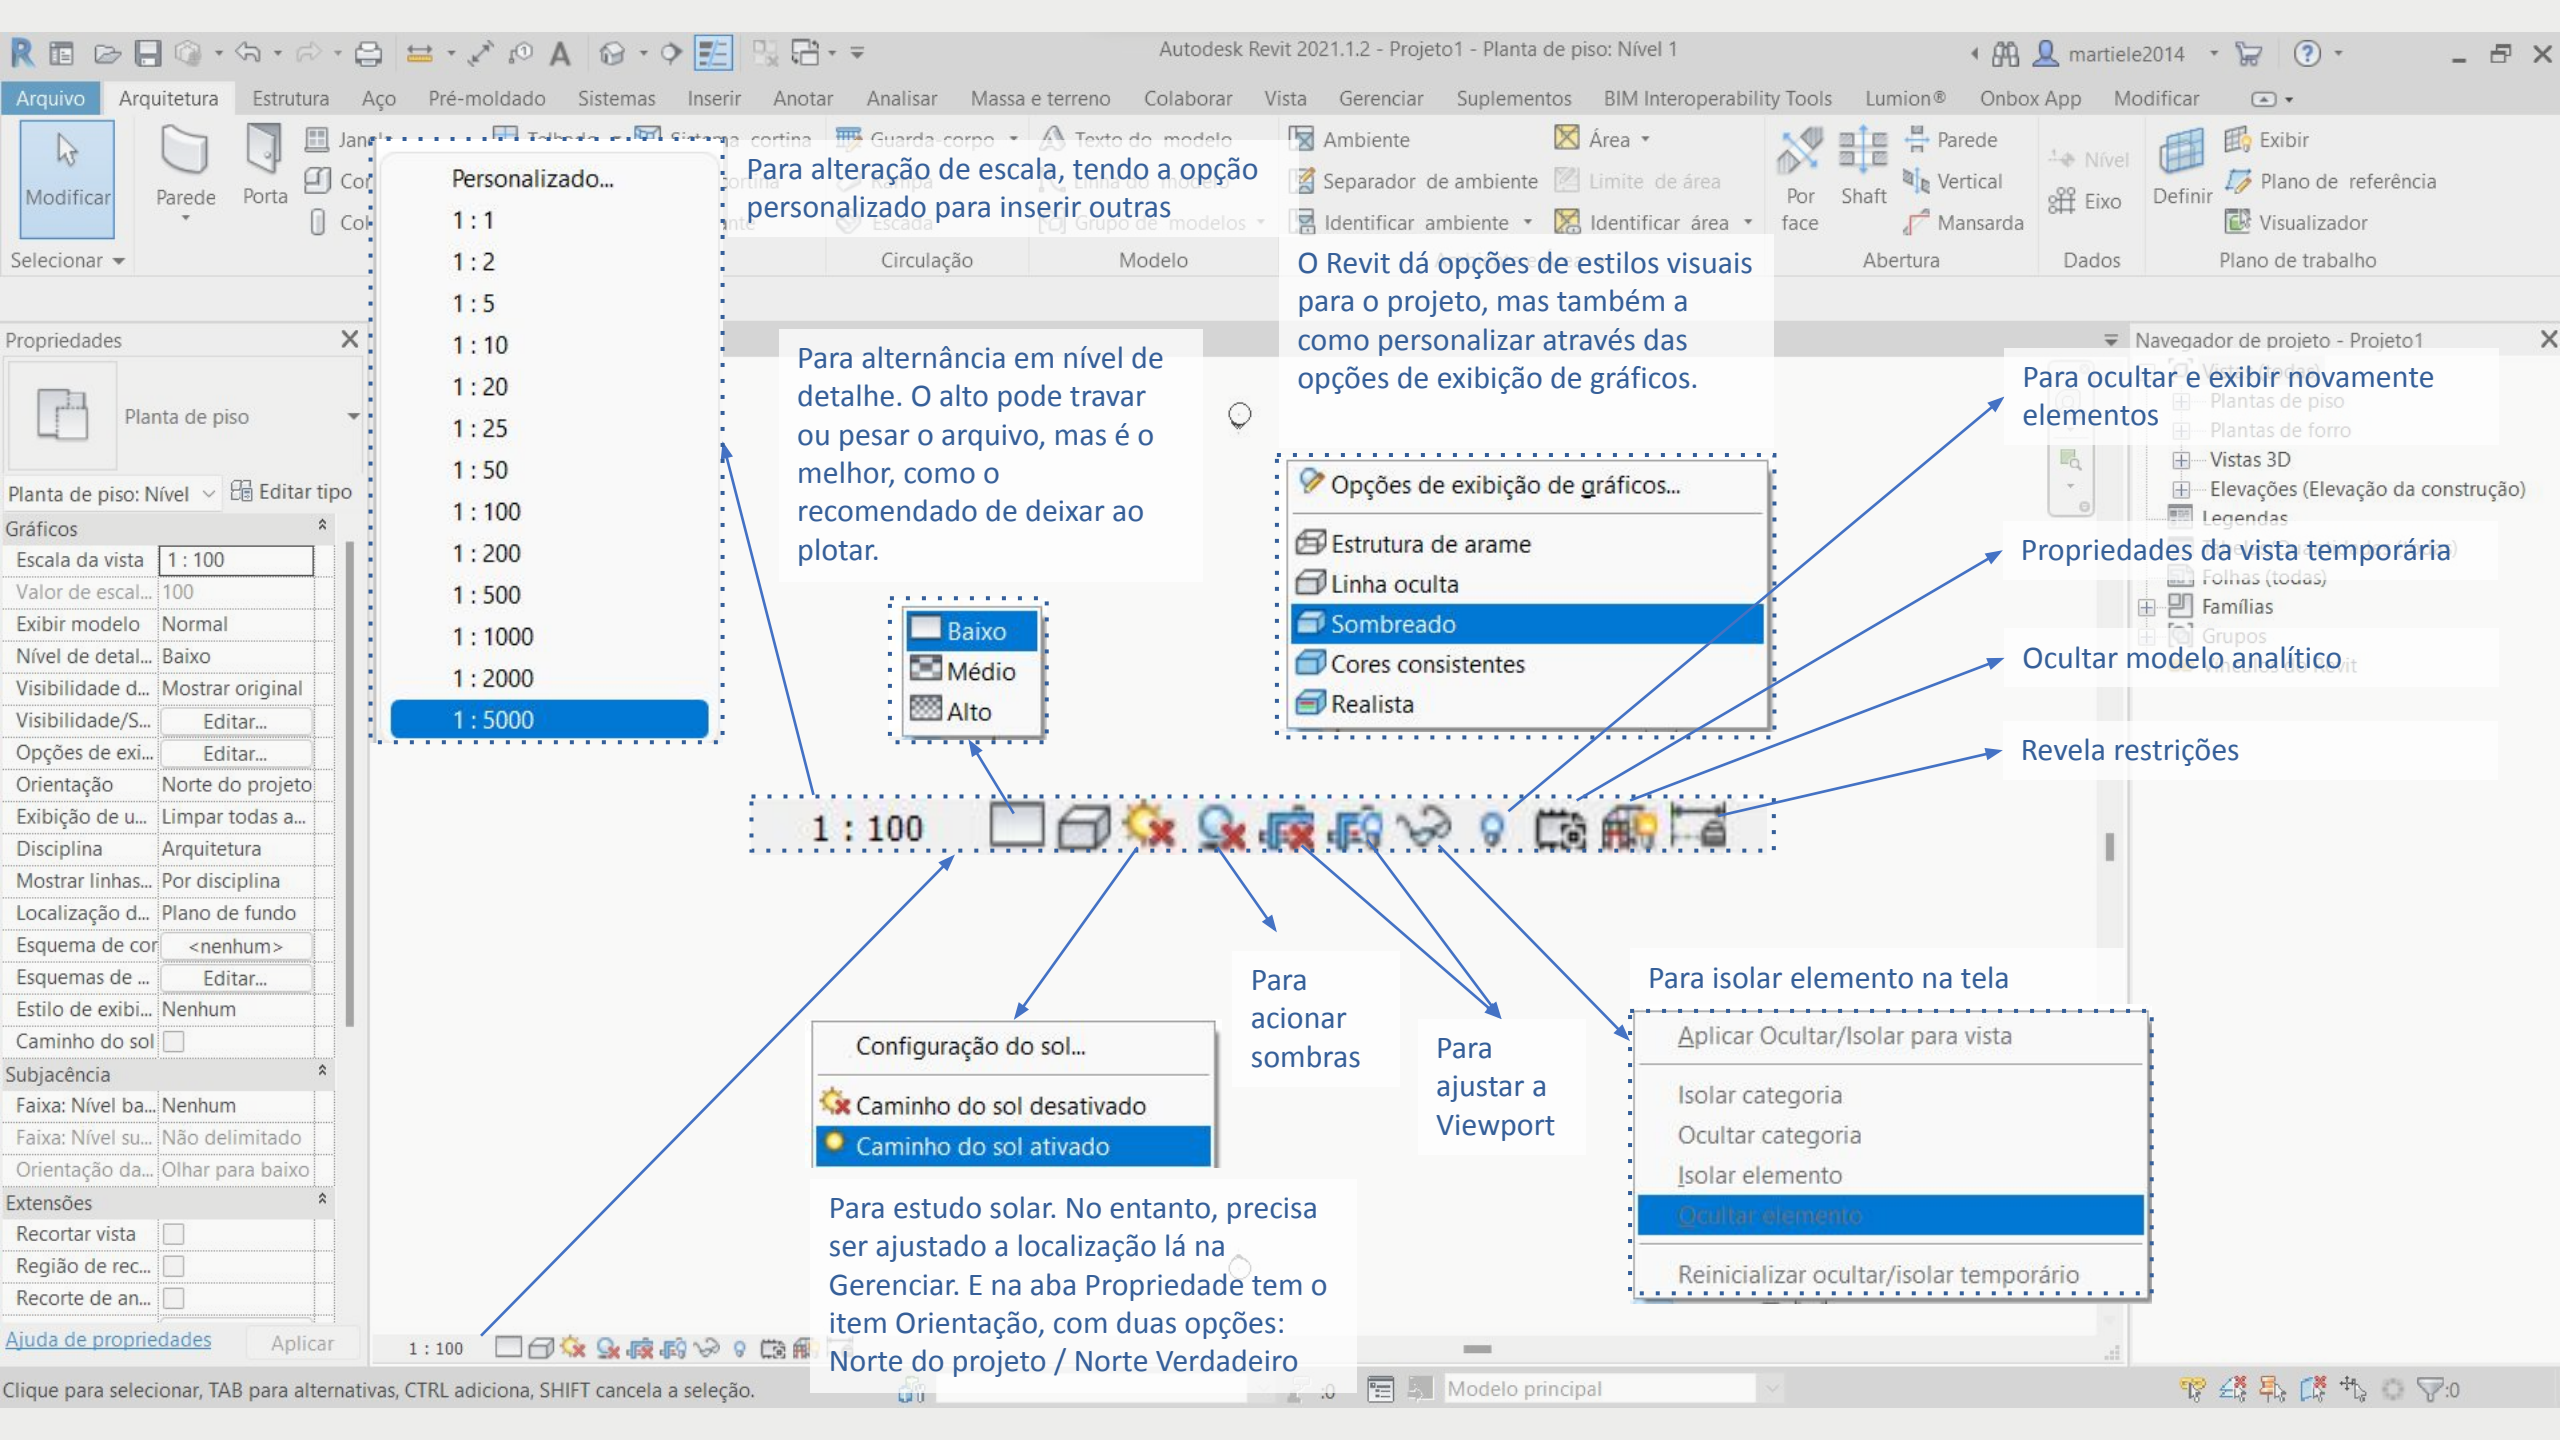 Autodesk Revit 2021.1.2 - Projeto1 - Planta de piso: Nível 1
martiele2014
Arquivo Arquitetura Estrutura Aço Pré-moldado Sistemas Inserir Anotar Analisar Massa e terreno Colaborar Vista Gerenciar Suplementos BIM Interoperability Tools Lumion® Onbox App Modificar
Modificar
Parede
Porta
Selecionar
cortina
Guarda-corpo
Texto do modelo
Escada
Grupo de modelos
Circulação
Modelo
Ambiente
Separador de ambiente
Identificar ambiente
Área
Limite de área
Identificar área
Por face
Shaft
Parede
Vertical
Mansarda
Abertura
Nível
Eixo
Dados
Definir
Exibir
Plano de referência
Visualizador
Plano de trabalho
Personalizado...
1 : 1
1 : 2
1 : 5
1 : 10
1 : 20
1 : 25
1 : 50
1 : 100
1 : 200
1 : 500
1 : 1000
1 : 2000
1 : 5000
Para alteração de escala, tendo a opção
personalizado para inserir outras
O Revit dá opções de estilos visuais
para o projeto, mas também a
como personalizar através das
opções de exibição de gráficos.
Para alternância em nível de
detalhe. O alto pode travar
ou pesar o arquivo, mas é o
melhor, como o
recomendado de deixar ao
plotar.
Baixo
Médio
Alto
Opções de exibição de gráficos...
Estrutura de arame
Linha oculta
Sombreado
Cores consistentes
Realista
Para ocultar e exibir novamente
elementos
Propriedades da vista temporária
Ocultar modelo analítico
Revela restrições
Navegador de projeto - Projeto1
Plantas de piso
Plantas de forro
Vistas 3D
Elevações (Elevação da construção)
Legendas
Folhas (todas)
Famílias
Grupos
Propriedades
Planta de piso
Planta de piso: Nível
Editar tipo
Gráficos
Escala da vista 1 : 100
Valor de escal... 100
Exibir modelo Normal
Nível de detal... Baixo
Visibilidade d... Mostrar original
Visibilidade/S... Editar...
Opções de exi... Editar...
Orientação Norte do projeto
Exibição de u... Limpar todas a...
Disciplina Arquitetura
Mostrar linhas... Por disciplina
Localização d... Plano de fundo
Esquema de cor <nenhum>
Esquemas de ... Editar...
Estilo de exibi... Nenhum
Caminho do sol
Subjacência
Faixa: Nível ba... Nenhum
Faixa: Nível su... Não delimitado
Orientação da... Olhar para baixo
Extensões
Recortar vista
Região de rec...
Recorte de an...
Ajuda de propriedades
Aplicar
1 : 100
Configuração do sol...
Caminho do sol desativado
Caminho do sol ativado
Para estudo solar. No entanto, precisa
ser ajustado a localização lá na
Gerenciar. E na aba Propriedade tem o
item Orientação, com duas opções:
Norte do projeto / Norte Verdadeiro
Para
acionar
sombras
Para
ajustar a
Viewport
Para isolar elemento na tela
Aplicar Ocultar/Isolar para vista
Isolar categoria
Ocultar categoria
Isolar elemento
Ocultar elemento
Reinicializar ocultar/isolar temporário
1 : 100
Clique para selecionar, TAB para alternativas, CTRL adiciona, SHIFT cancela a seleção.
:0
Modelo principal
:0